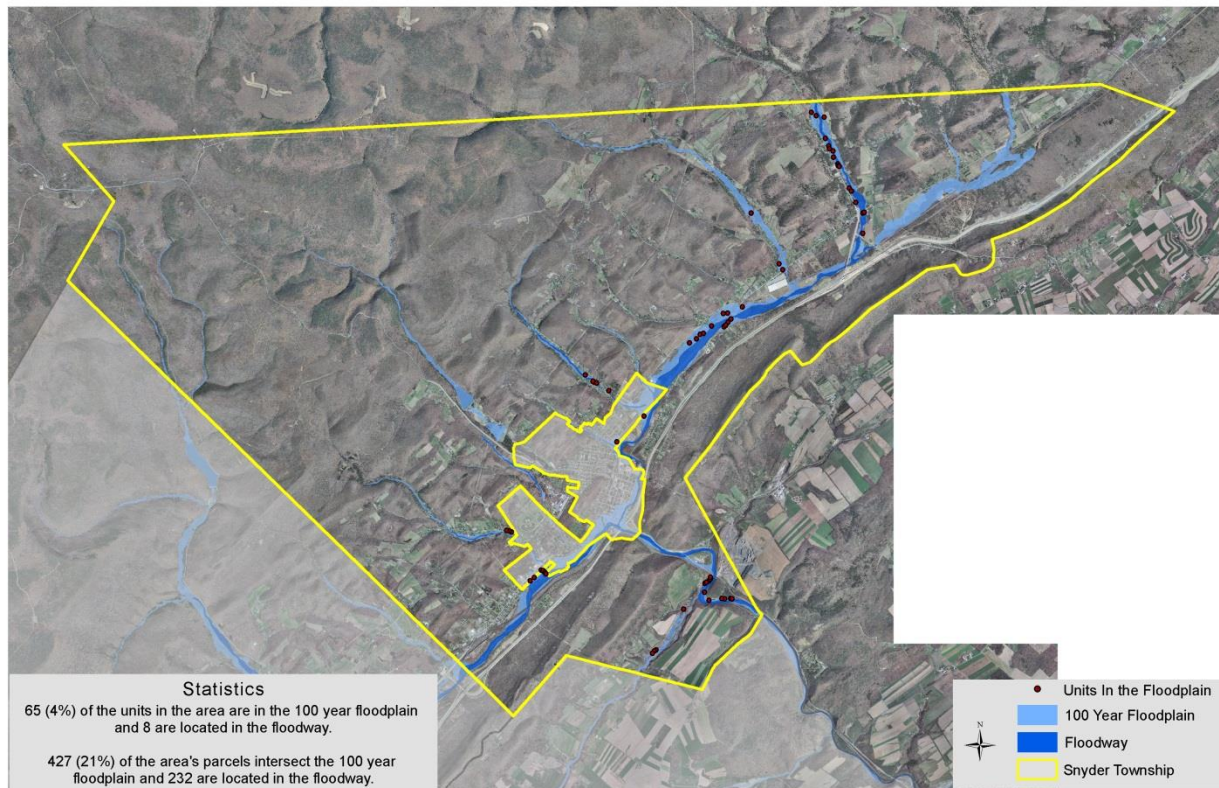 Statistics
65 (4%) of the units in the area are in the 100 year floodplain
and 8 are located in the floodway.
427 (21%) of the area's parcels intersect the 100 year
floodplain and 232 are located in the floodway.
N
Units In the Floodplain
100 Year Floodplain
Floodway
Snyder Township